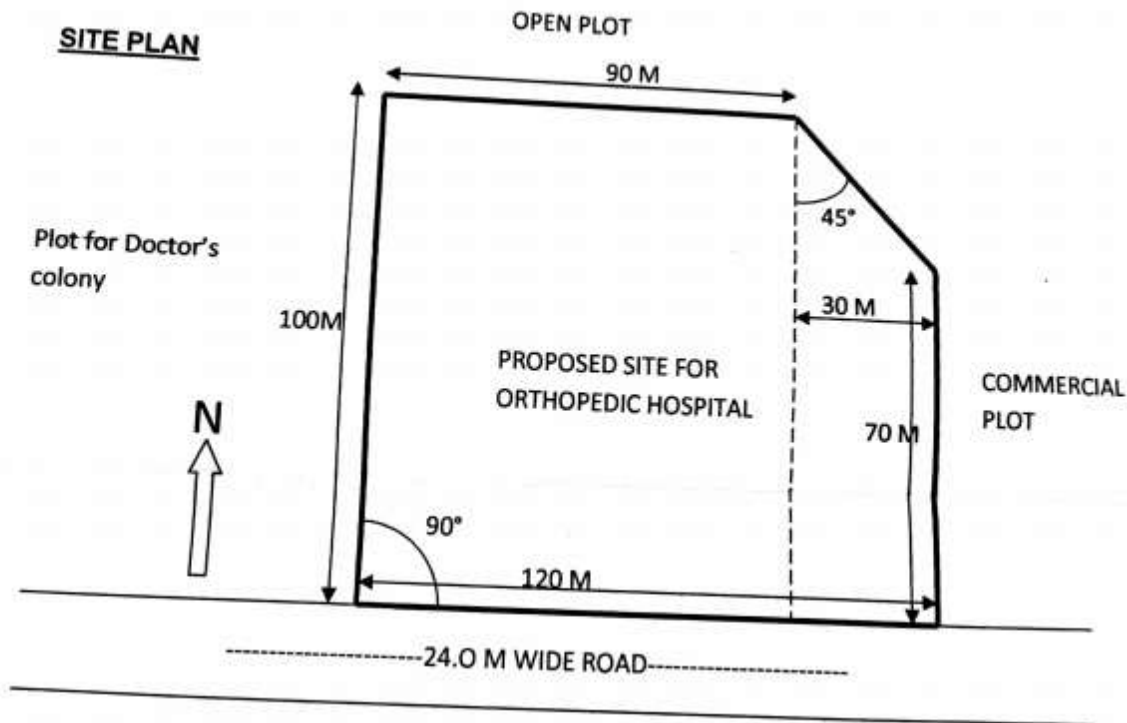 SITE PLAN
OPEN PLOT
90 M
45°
Plot for Doctor's
colony
100M
30 M
PROPOSED SITE FOR
ORTHOPEDIC HOSPITAL
COMMERCIAL
PLOT
70 M
N
90°
120 M
24.O M WIDE ROAD